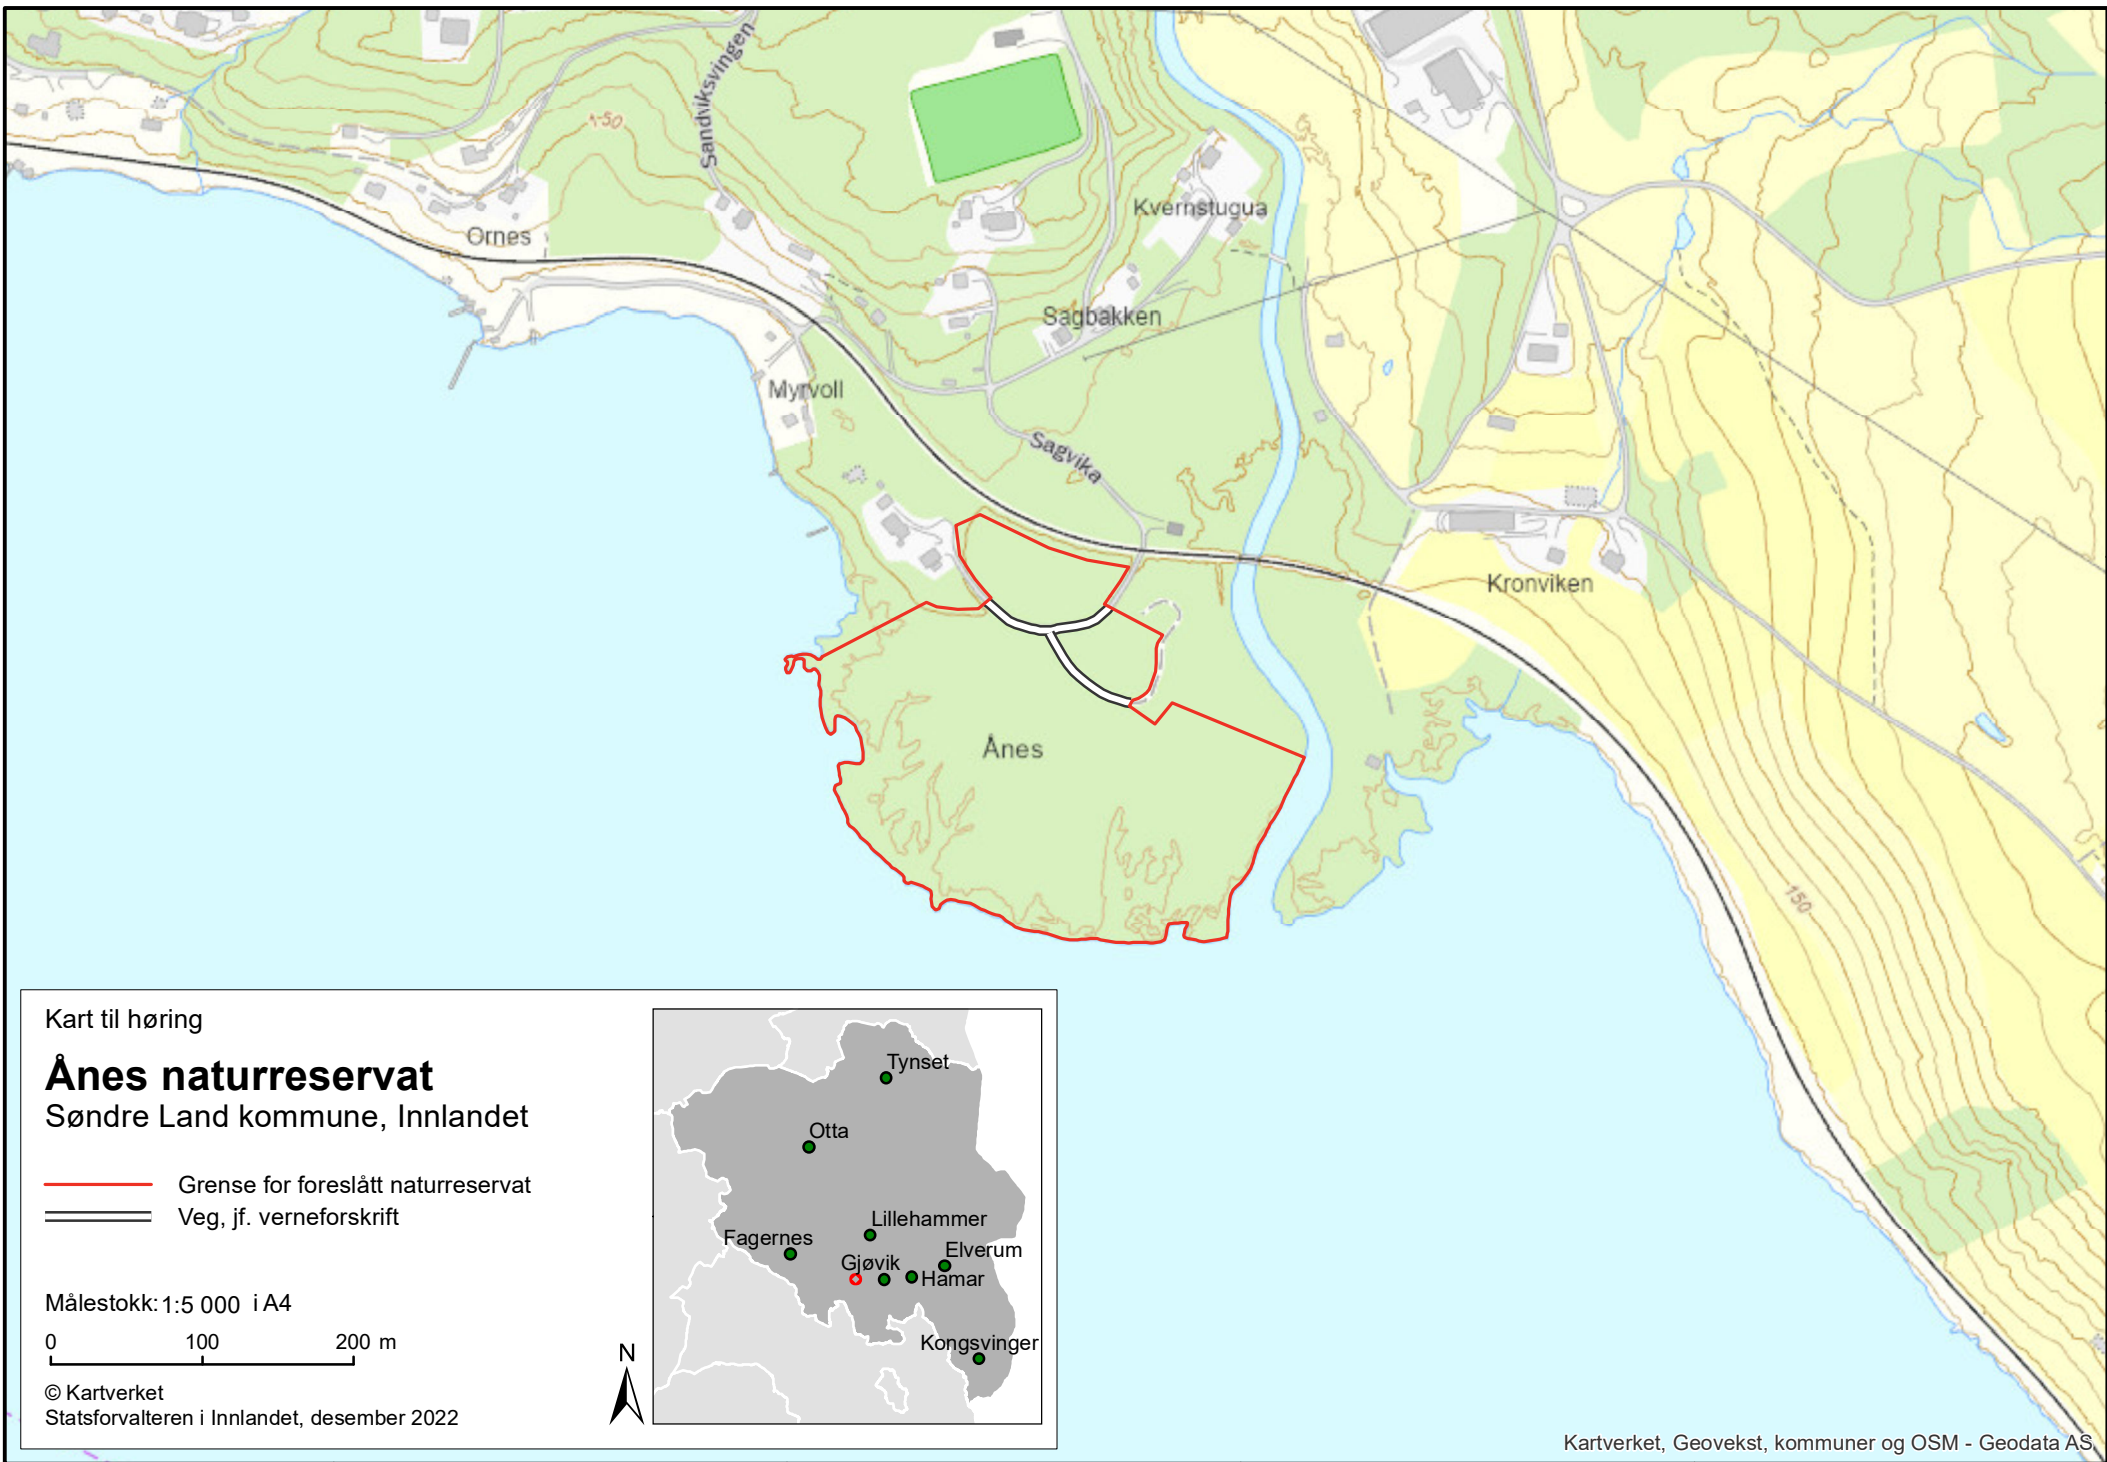 Sandviksvingen
150
Kvernstugua
Ornes
Sagbakken
Myrvoll
Sagvika
Kronviken
Ånes
150
Kart til høring
Ånes naturreservat
Søndre Land kommune, Innlandet
Grense for foreslått naturreservat
Veg, jf. verneforskrift
Målestokk: 1:5 000 i A4
0 100 200 m
© Kartverket
Statsforvalteren i Innlandet, desember 2022
N
Tynset
Otta
Lillehammer
Fagernes
Elverum
Gjøvik
Hamar
Kongsvinger
Kartverket, Geovekst, kommuner og OSM - Geodata AS